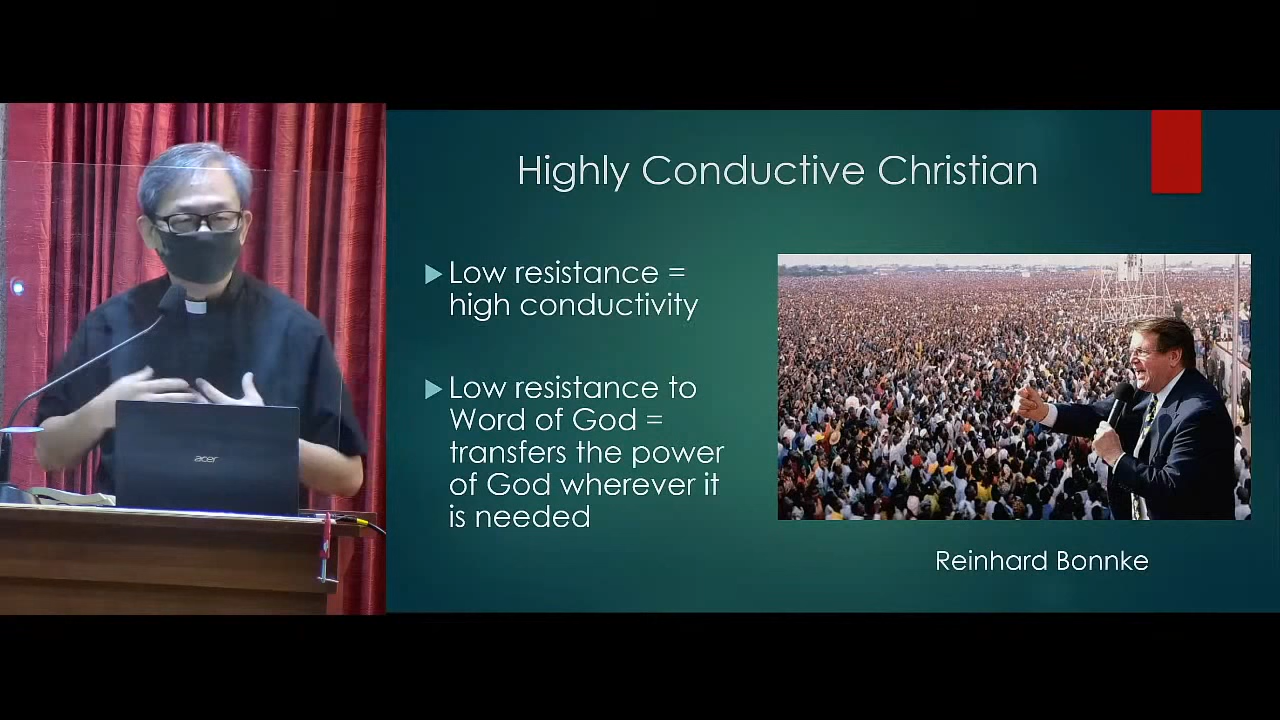 Highly Conductive Christian
Low resistance =
high conductivity
Low resistance to
Word of God =
transfers the power
of God wherever it
is needed
Reinhard Bonnke
acer